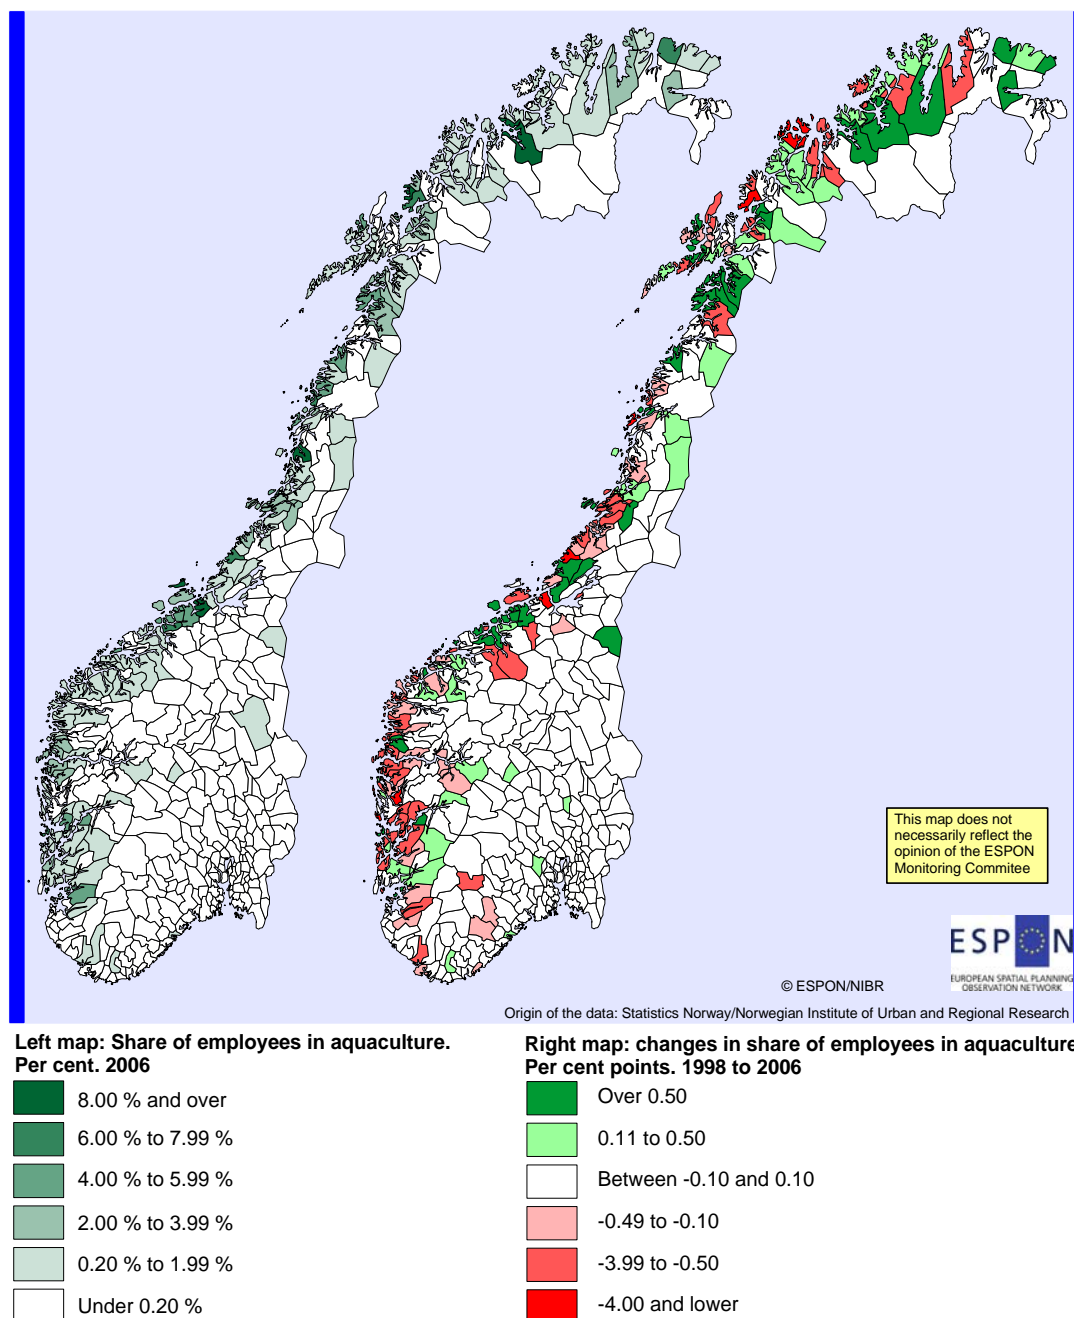 This map does not
necessarily reflect the
opinion of the ESPON
Monitoring Commitee
ESPON
EUROPEAN SPATIAL PLANNING
OBSERVATION NETWORK
© ESPON/NIBR
Origin of the data: Statistics Norway/Norwegian Institute of Urban and Regional Research
Left map: Share of employees in aquaculture.
Per cent. 2006
8.00 % and over
6.00 % to 7.99 %
4.00 % to 5.99 %
2.00 % to 3.99 %
0.20 % to 1.99 %
Under 0.20 %
Right map: changes in share of employees in aquaculture
Per cent points. 1998 to 2006
Over 0.50
0.11 to 0.50
Between -0.10 and 0.10
-0.49 to -0.10
-3.99 to -0.50
-4.00 and lower